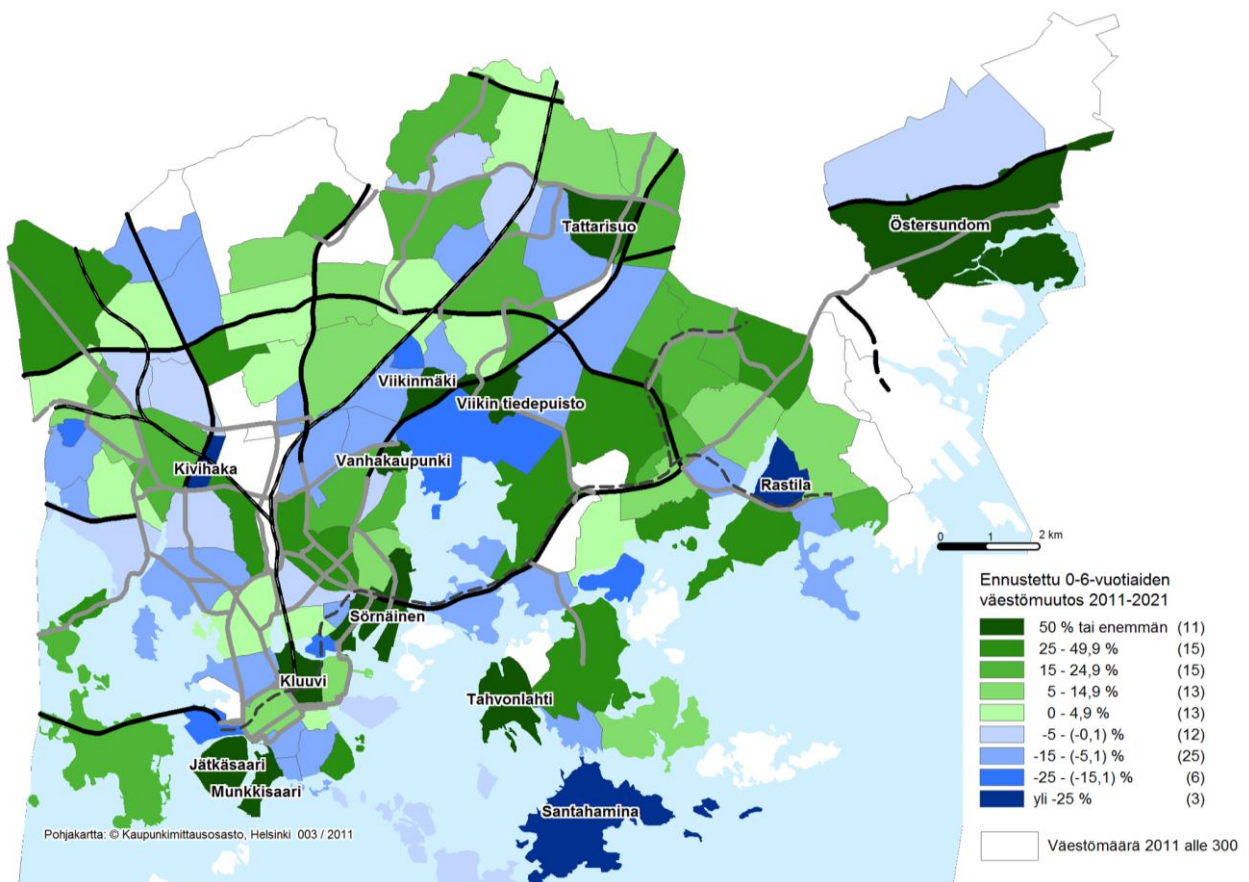 Tattarisuo
Östersundom
Viikinmäki
Viikin tiedepuisto
Vanhakaupunki
Kivihaka
Rastila
Sörnäinen
Kluuvi
Tahvonlahti
Jätkäsaari
Munkkisaari
Santahamina
0 1 2 km
Ennustettu 0-6-vuotiaiden
väestömuutos 2011-2021
50 % tai enemmän (11)
25 - 49,9 % (15)
15 - 24,9 % (15)
5 - 14,9 % (13)
0 - 4,9 % (13)
-5 - (-0,1) % (12)
-15 - (-5,1) % (25)
-25 - (-15,1) % (6)
yli -25 % (3)
Väestömäärä 2011 alle 300
Pohjakartta: © Kaupunkimittausosasto, Helsinki 003 / 2011